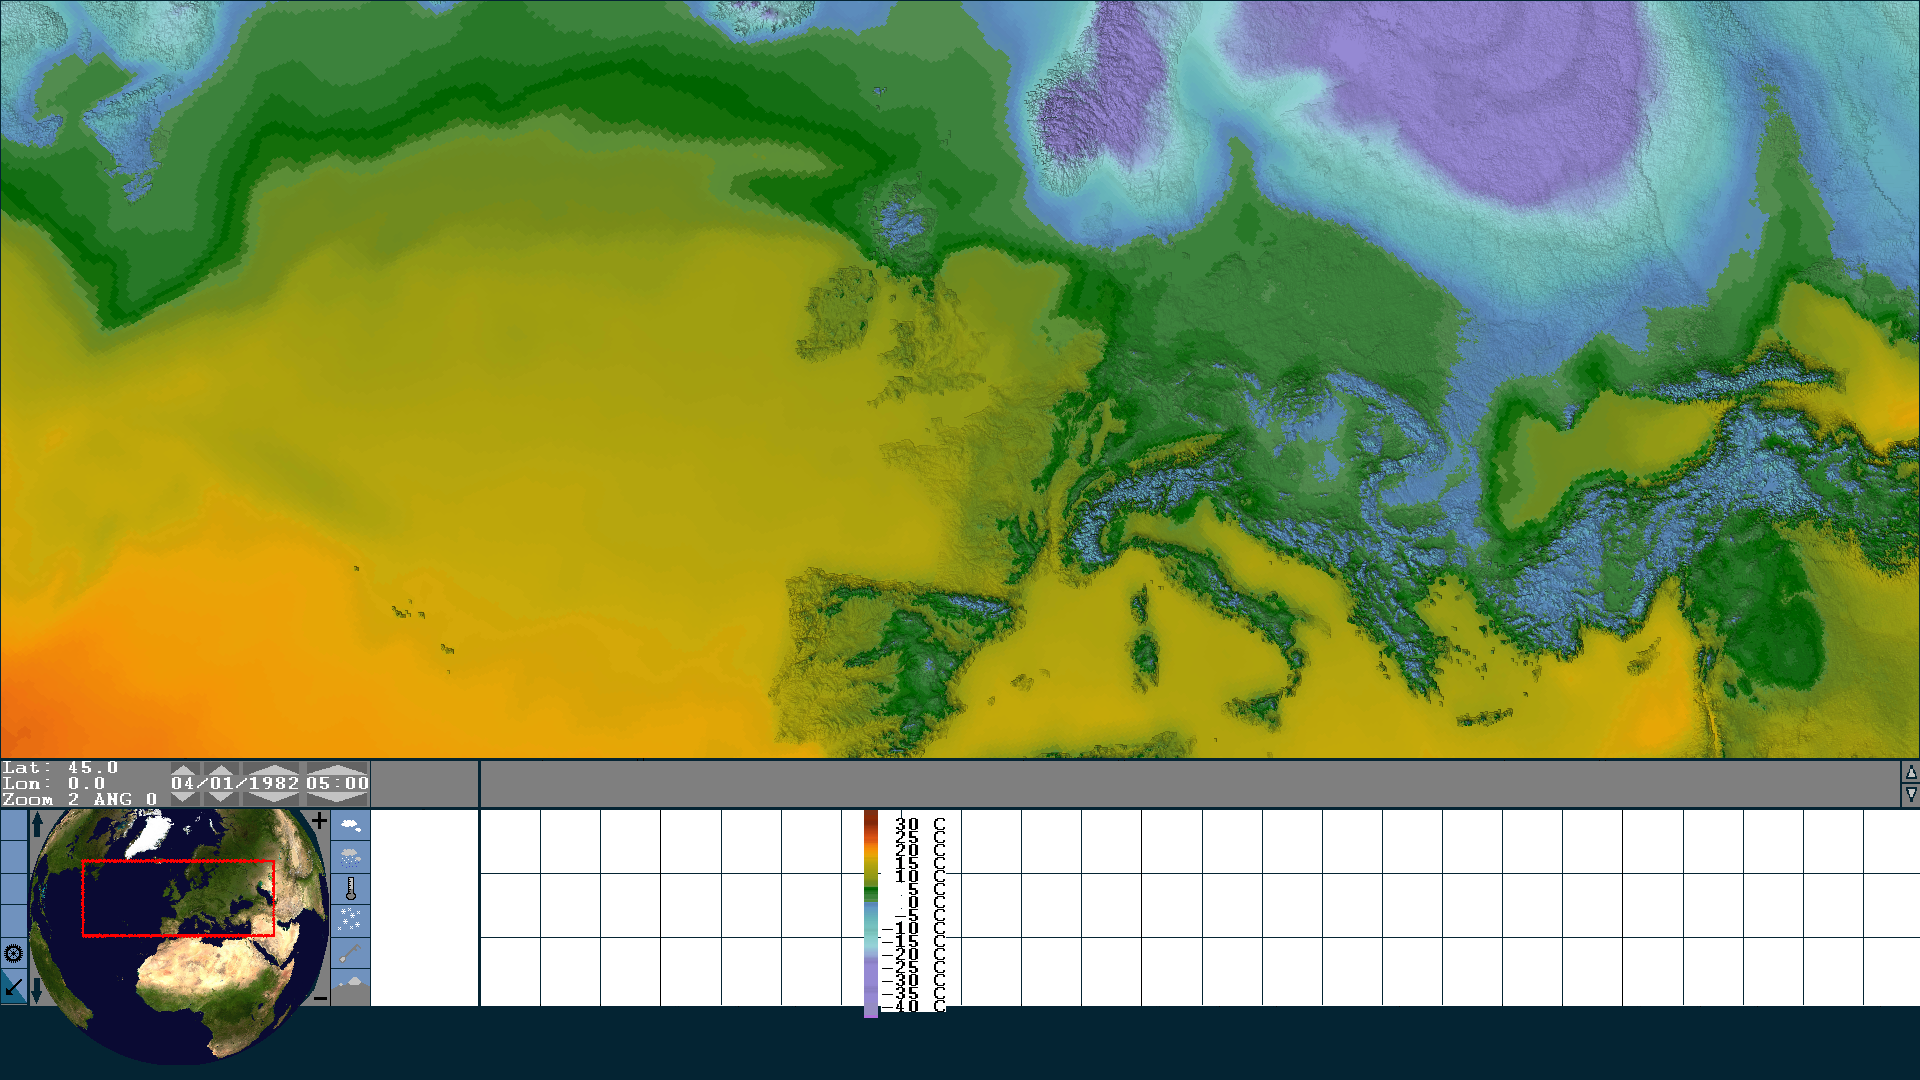 Lat: 45.0
Lon: 0.0
Zoom 2 ANG 0
04/01/1982 05:00
+
−
30 C
25 C
20 C
15 C
10 C
5 C
0 C
-5 C
-10 C
-15 C
-20 C
-25 C
-30 C
-35 C
-40 C